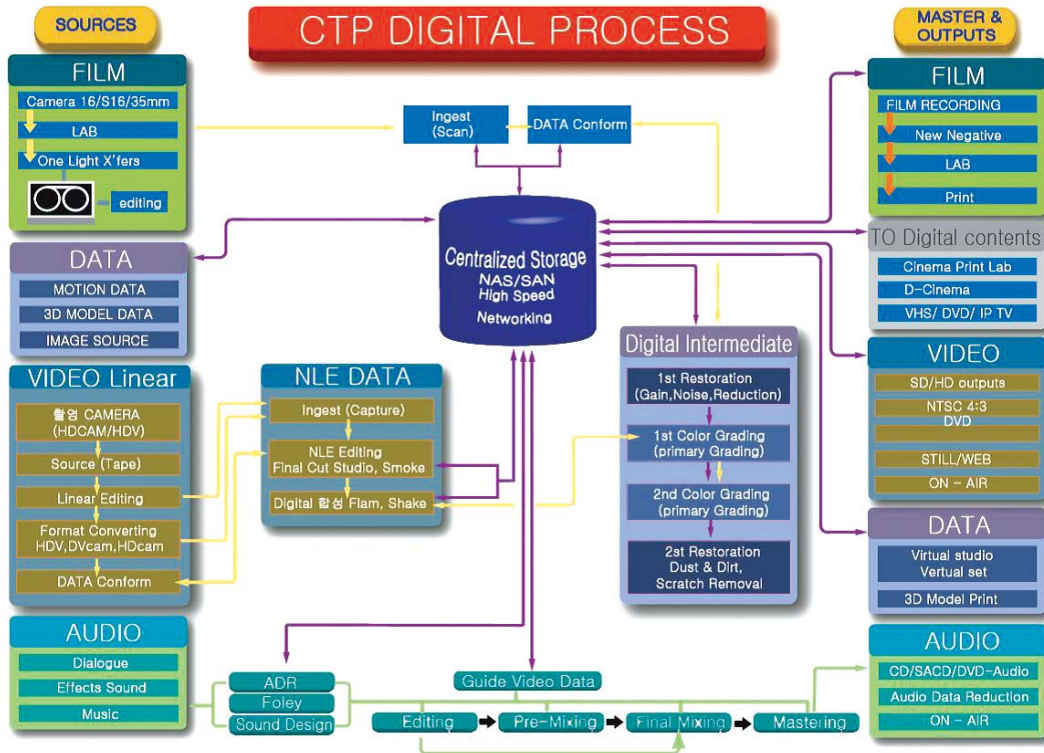 SOURCES
CTP DIGITAL PROCESS
MASTER &
OUTPUTS
FILM
Camera 16/S16/35mm
LAB
One Light X'fers
editing
DATA
MOTION DATA
3D MODEL DATA
IMAGE SOURCE
VIDEO Linear
촬영 CAMERA
(HDCAM/HDV)
Source (Tape)
Linear Editing
Format Converting
HDV,DVcam,HDcam
DATA Conform
AUDIO
Dialogue
Effects Sound
Music
Ingest
(Scan)
DATA Conform
Centralized Storage
NAS/SAN
High Speed
Networking
NLE DATA
Ingest (Capture)
NLE Editing
Final Cut Studio, Smoke
Digital 합성 Flam, Shake
Digital Intermediate
1st Restoration
(Gain,Noise,Reduction)
1st Color Grading
(primary Grading)
2nd Color Grading
(primary Grading)
2st Restoration
Dust & Dirt,
Scratch Removal
ADR
Foley
Sound Design
Guide Video Data
Editing
Pre-Mixing
Final Mixing
Mastering
FILM
FILM RECORDING
New Negative
LAB
Print
TO Digital contents
Cinema Print Lab
D-Cinema
VHS/ DVD/ IP TV
VIDEO
SD/HD outputs
NTSC 4:3
DVD
STILL/WEB
ON - AIR
DATA
Virtual studio
Vertual set
3D Model Print
AUDIO
CD/SACD/DVD-Audio
Audio Data Reduction
ON - AIR